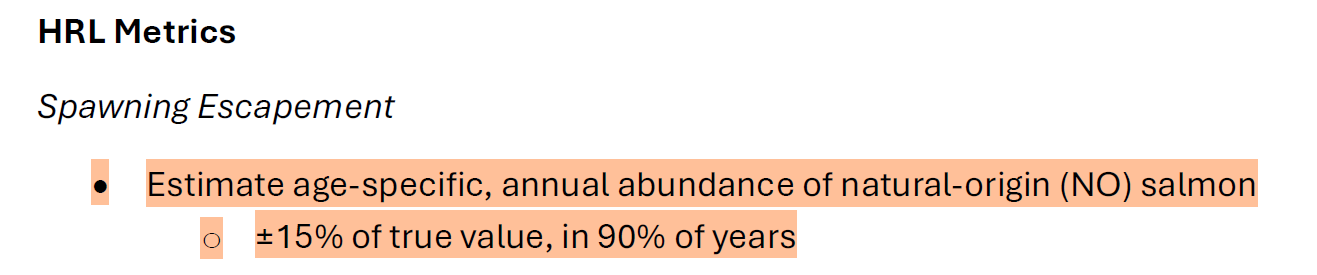 HRL Metrics
Spawning Escapement
● Estimate age-specific, annual abundance of natural-origin (NO) salmon
○ ±15% of true value, in 90% of years